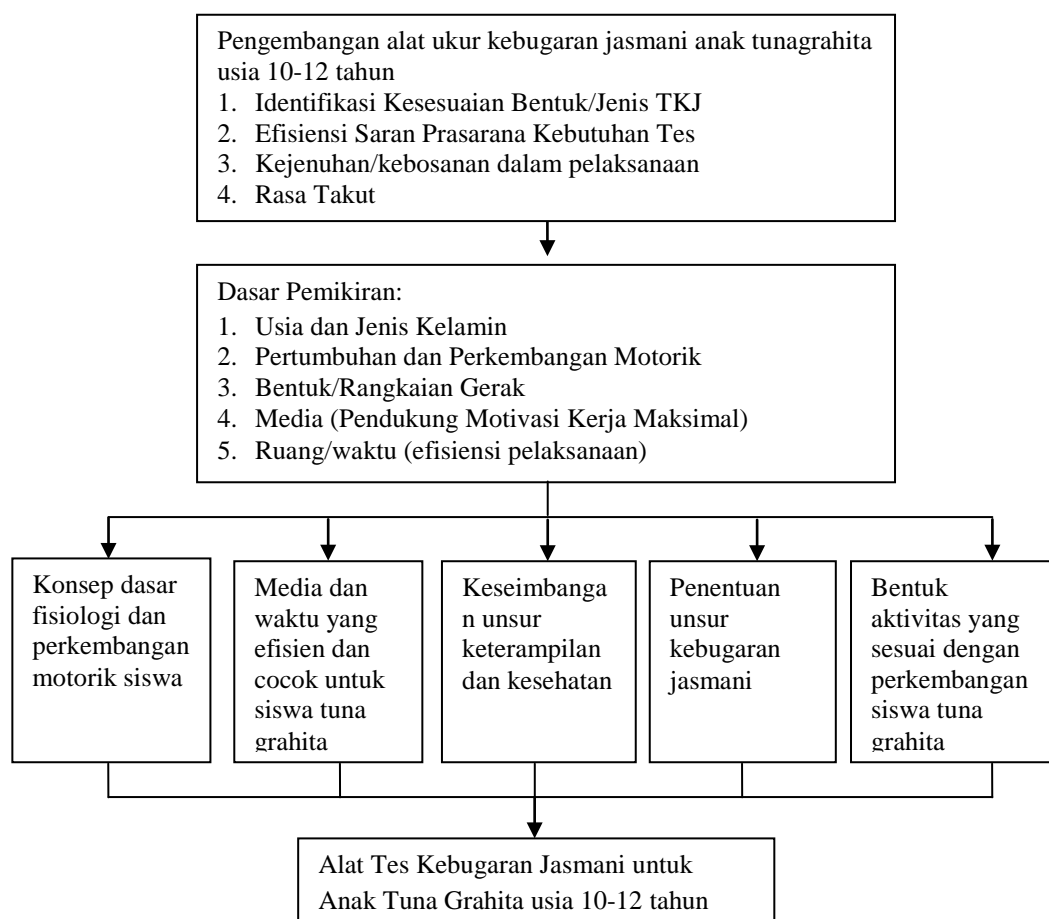 Pengembangan alat ukur kebugaran jasmani anak tunagrahita
usia 10-12 tahun
1. Identifikasi Kesesuaian Bentuk/Jenis TKJ
2. Efisiensi Saran Prasarana Kebutuhan Tes
3. Kejenuhan/kebosanan dalam pelaksanaan
4. Rasa Takut
Dasar Pemikiran:
1. Usia dan Jenis Kelamin
2. Pertumbuhan dan Perkembangan Motorik
3. Bentuk/Rangkaian Gerak
4. Media (Pendukung Motivasi Kerja Maksimal)
5. Ruang/waktu (efisiensi pelaksanaan)
Konsep dasar
fisiologi dan
perkembangan
motorik siswa
Media dan
waktu yang
efisien dan
cocok untuk
siswa tuna
grahita
Keseimbanga
n unsur
keterampilan
dan kesehatan
Penentuan
unsur
kebugaran
jasmani
Bentuk
aktivitas yang
sesuai dengan
perkembangan
siswa tuna
grahita
Alat Tes Kebugaran Jasmani untuk
Anak Tuna Grahita usia 10-12 tahun